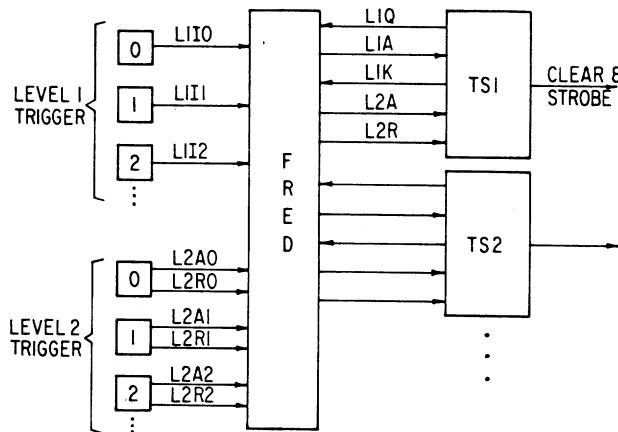 LEVEL 1
TRIGGER
0
L1I0
1
L1I1
2
L1I2
LEVEL 2
TRIGGER
0
L2A0
L2R0
1
L2A1
L2R1
2
L2A2
L2R2
FRED
L1Q
L1A
L1K
L2A
L2R
TS1
CLEAR &
STROBE
TS2